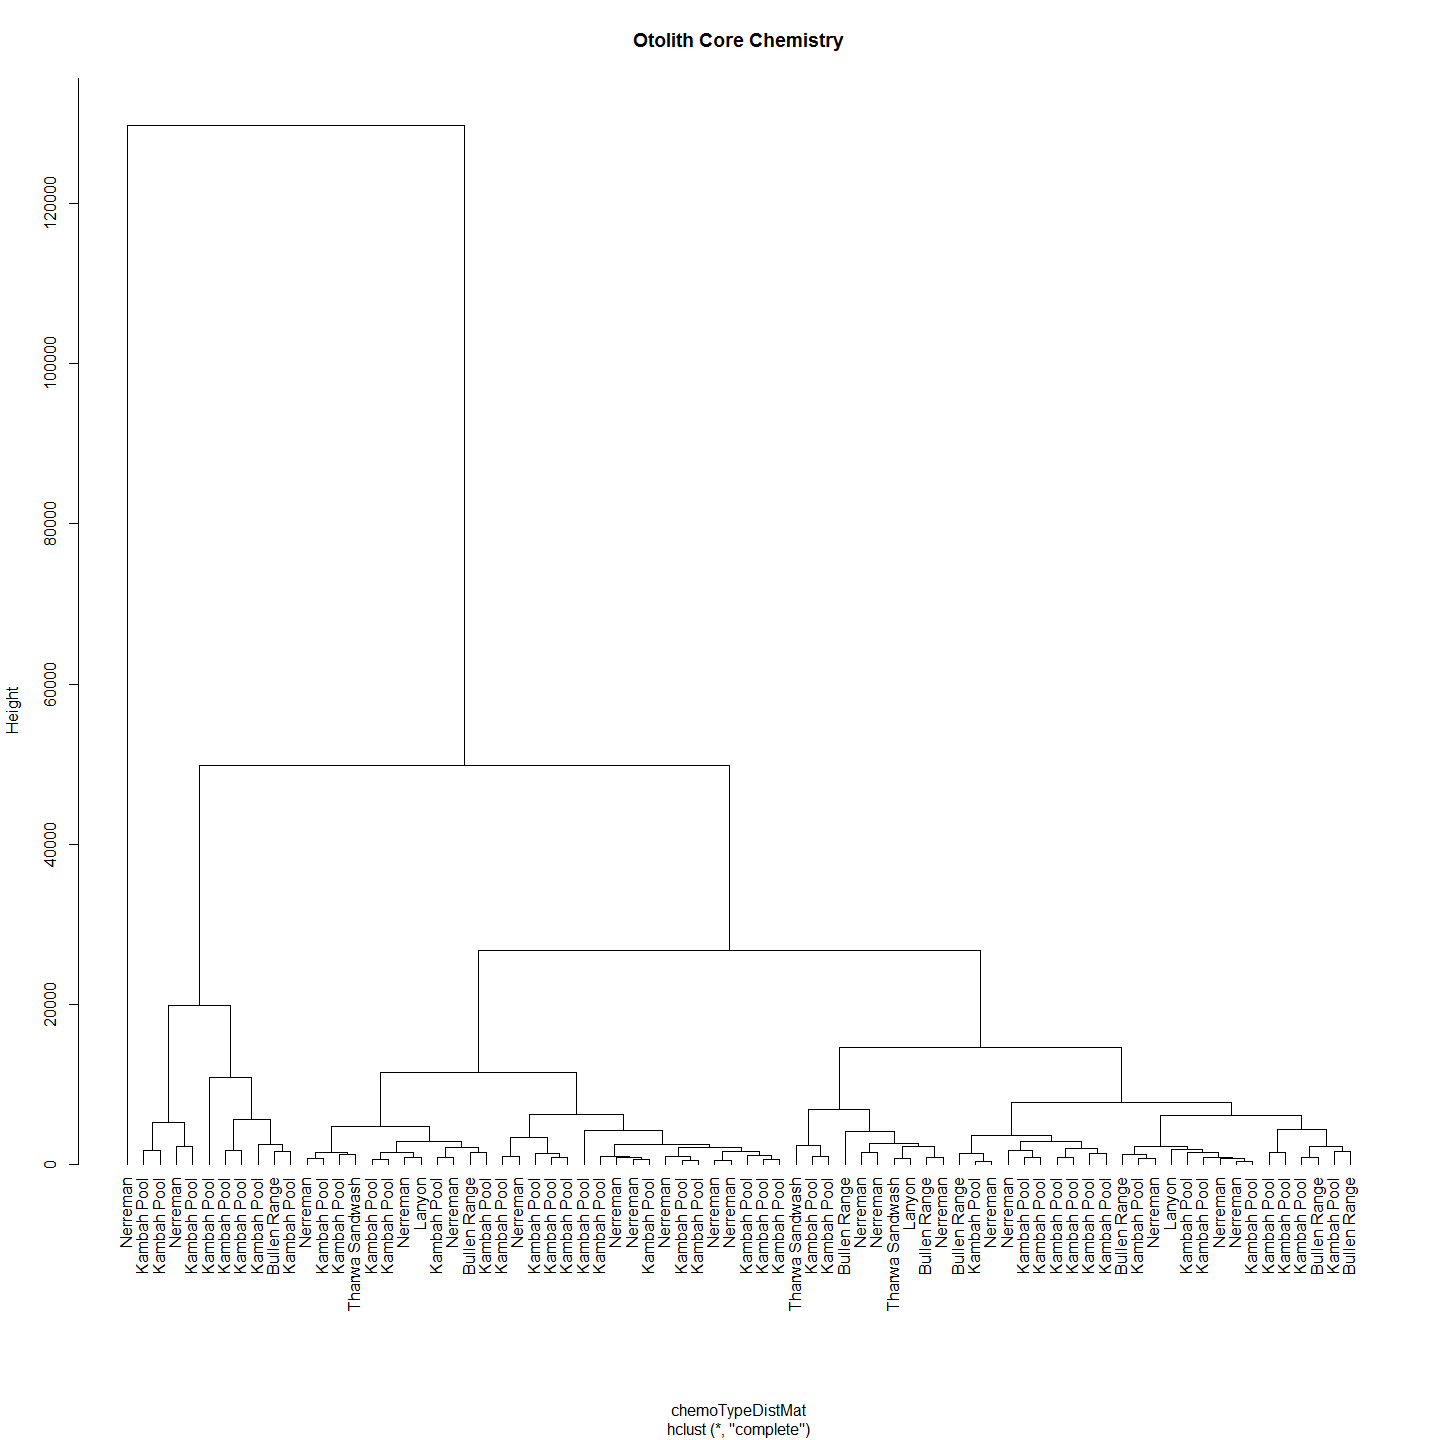 Otolith Core Chemistry
Height
0
20000
40000
60000
80000
100000
120000
Nerreman
Kambah Pool
Kambah Pool
Nerreman
Kambah Pool
Kambah Pool
Kambah Pool
Kambah Pool
Kambah Pool
Bullen Range
Kambah Pool
Nerreman
Kambah Pool
Kambah Pool
Tharwa Sandwash
Kambah Pool
Kambah Pool
Nerreman
Lanyon
Kambah Pool
Nerreman
Bullen Range
Kambah Pool
Kambah Pool
Nerreman
Kambah Pool
Kambah Pool
Kambah Pool
Kambah Pool
Kambah Pool
Nerreman
Nerreman
Kambah Pool
Nerreman
Kambah Pool
Kambah Pool
Nerreman
Nerreman
Kambah Pool
Kambah Pool
Kambah Pool
Tharwa Sandwash
Kambah Pool
Kambah Pool
Bullen Range
Nerreman
Nerreman
Tharwa Sandwash
Lanyon
Bullen Range
Nerreman
Bullen Range
Kambah Pool
Nerreman
Nerreman
Kambah Pool
Kambah Pool
Kambah Pool
Kambah Pool
Kambah Pool
Kambah Pool
Bullen Range
Kambah Pool
Nerreman
Lanyon
Kambah Pool
Kambah Pool
Nerreman
Nerreman
Kambah Pool
Kambah Pool
Kambah Pool
Kambah Pool
Bullen Range
Kambah Pool
Bullen Range
chemoTypeDistMat
hclust (*, "complete")